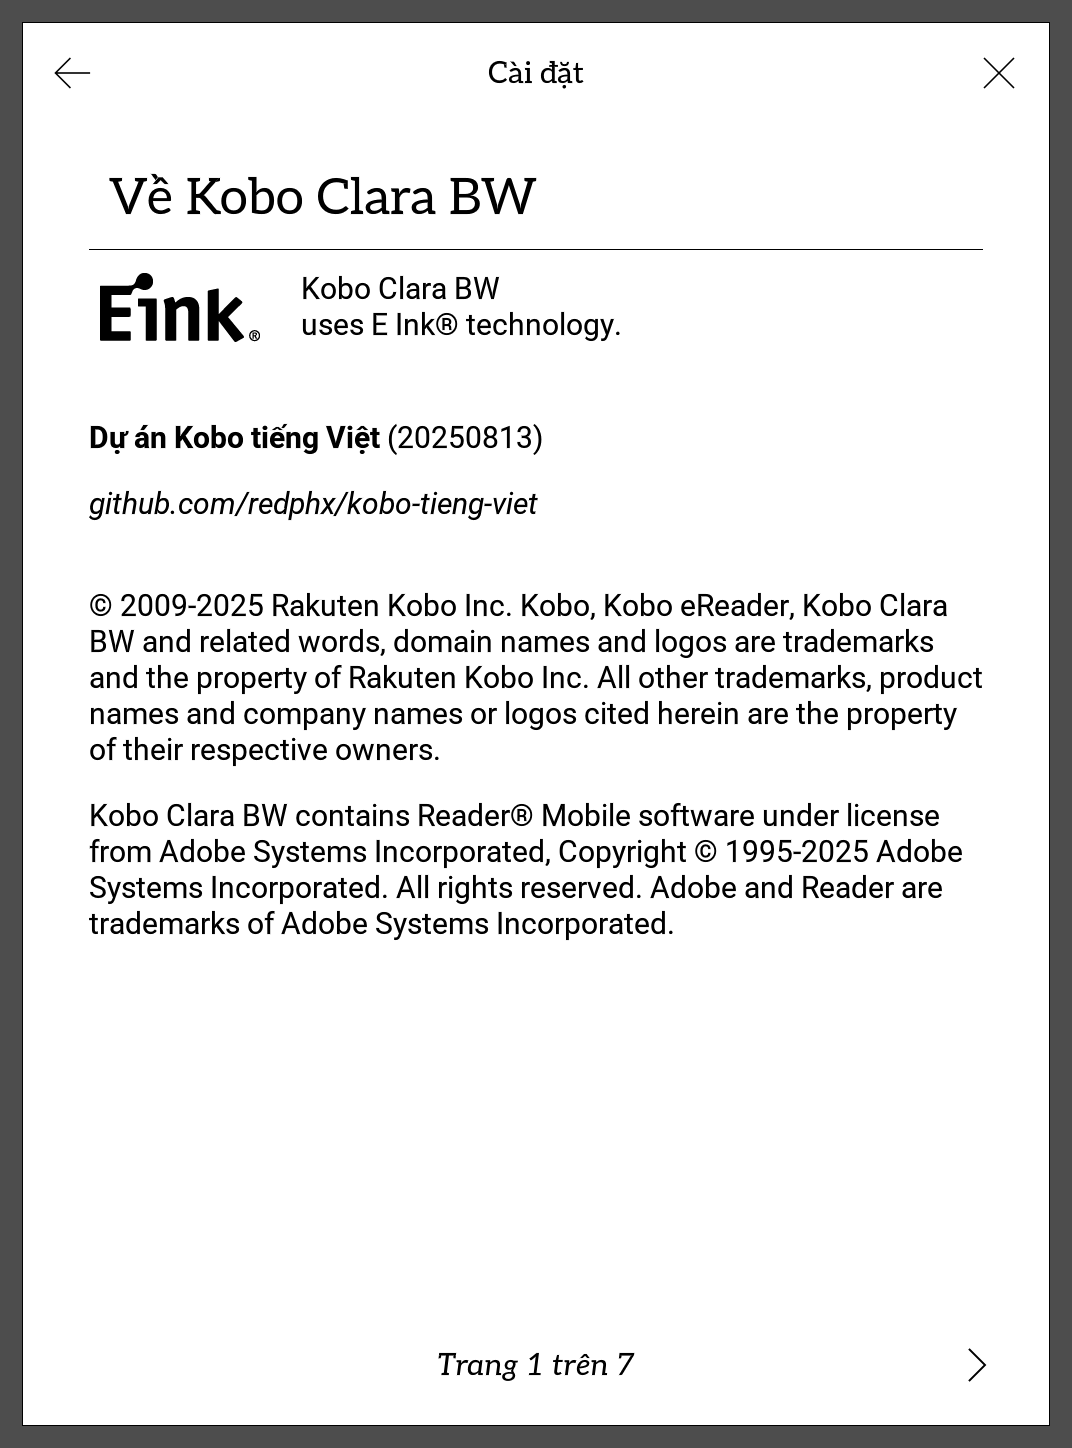 Cài đặt
Về Kobo Clara BW
Eink®
Kobo Clara BW
uses E Ink® technology.
Dự án Kobo tiếng Việt (20250813)
github.com/redphx/kobo-tieng-viet
© 2009-2025 Rakuten Kobo Inc. Kobo, Kobo eReader, Kobo Clara
BW and related words, domain names and logos are trademarks
and the property of Rakuten Kobo Inc. All other trademarks, product
names and company names or logos cited herein are the property
of their respective owners.
Kobo Clara BW contains Reader® Mobile software under license
from Adobe Systems Incorporated, Copyright © 1995-2025 Adobe
Systems Incorporated. All rights reserved. Adobe and Reader are
trademarks of Adobe Systems Incorporated.
Trang 1 trên 7